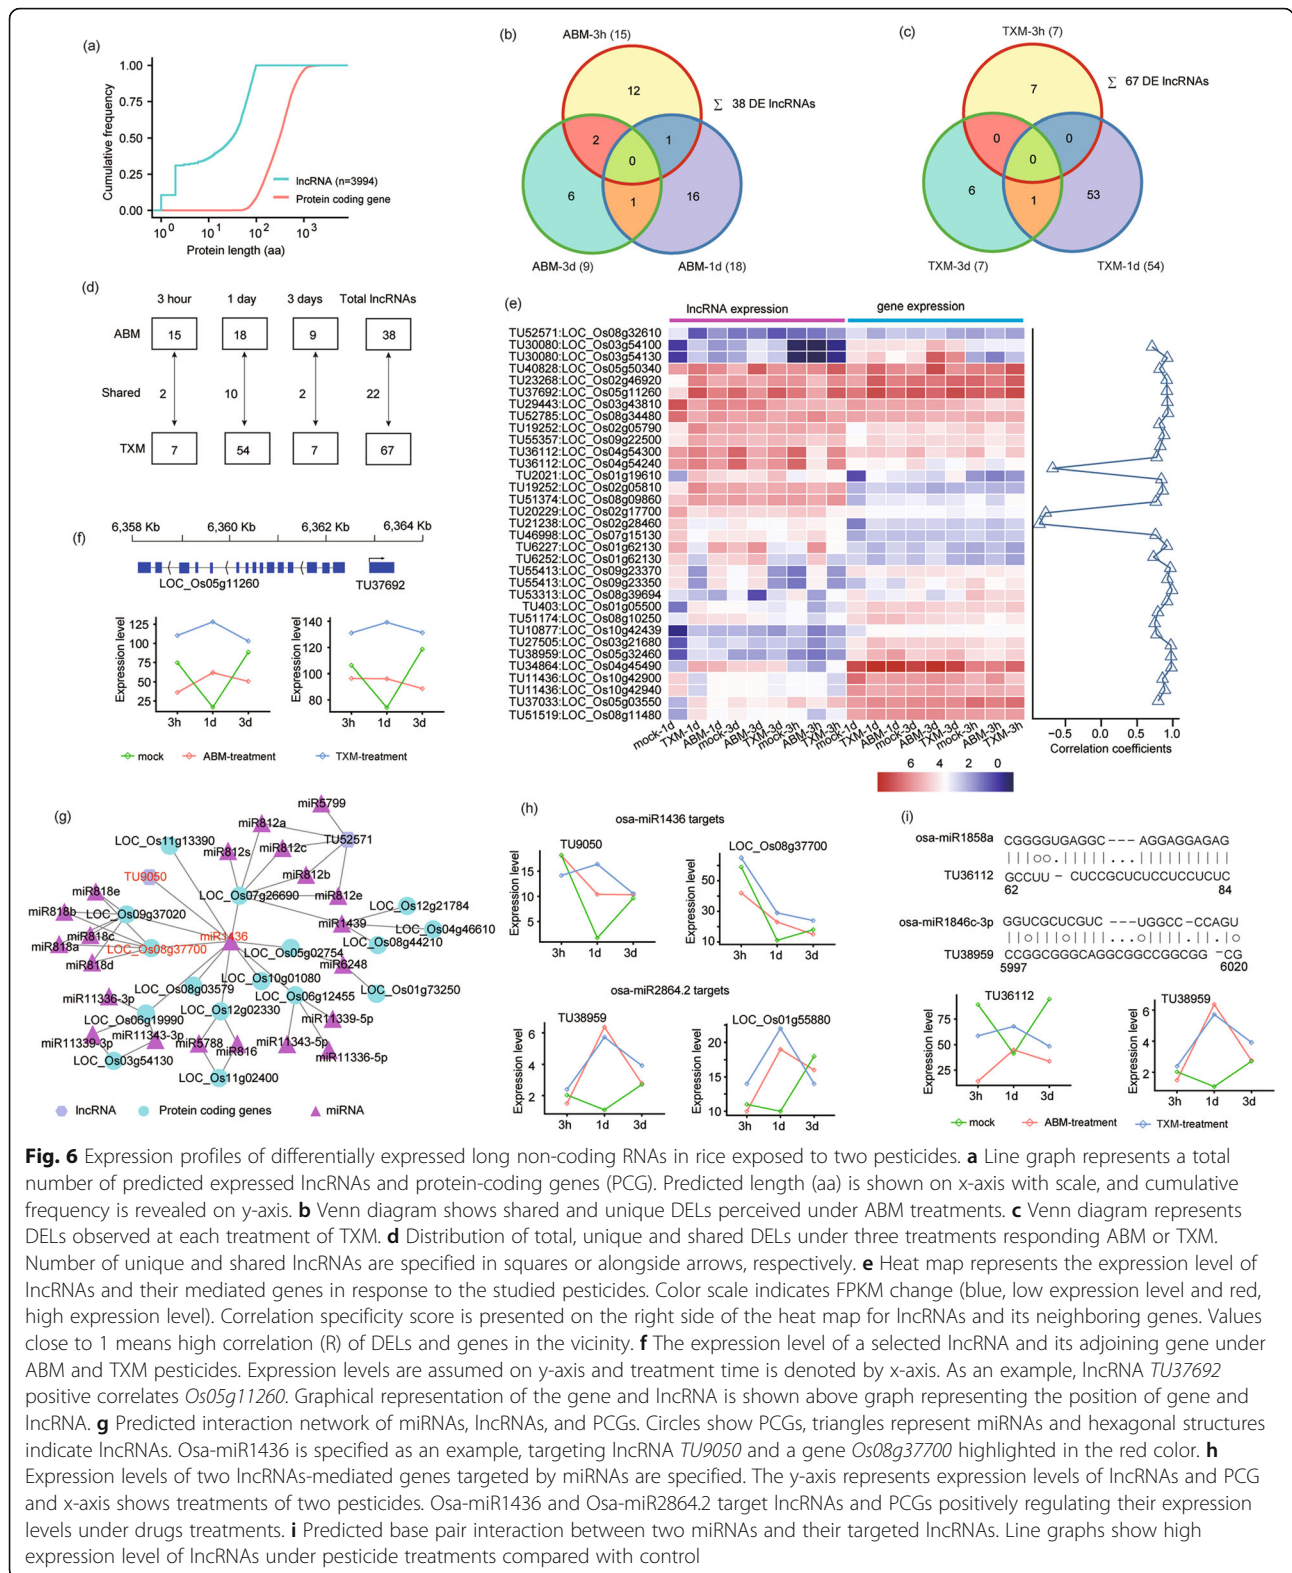 (a)
1.00
0.75
0.50
0.25
0.00
Cumulative frequency
lncRNA (n=3994)
Protein coding gene
10^0 10^1 10^2 10^3
Protein length (aa)
(b)
ABM-3h (15)
12
∑ 38 DE lncRNAs
2 1
0
6 1 16
ABM-3d (9) ABM-1d (18)
(c)
TXM-3h (7)
7
∑ 67 DE lncRNAs
0 0
0
6 1 53
TXM-3d (7) TXM-1d (54)
(d)
3 hour 1 day 3 days Total lncRNAs
ABM 15 18 9 38
Shared 2 10 2 22
TXM 7 54 7 67
(e)
lncRNA expression gene expression
TU52571:LOC_Os08g32610
TU30080:LOC_Os03g54100
TU30080:LOC_Os03g54130
TU40828:LOC_Os05g50340
TU23268:LOC_Os02g46920
TU37692:LOC_Os05g11260
TU29443:LOC_Os03g43810
TU52785:LOC_Os08g34480
TU19252:LOC_Os02g05790
TU55357:LOC_Os09g22500
TU36112:LOC_Os04g54300
TU36112:LOC_Os04g54240
TU2021:LOC_Os01g19610
TU19252:LOC_Os02g05810
TU51374:LOC_Os08g09860
TU20229:LOC_Os02g17700
TU21238:LOC_Os02g28460
TU46998:LOC_Os07g15130
TU6227:LOC_Os01g62130
TU6252:LOC_Os01g62130
TU55413:LOC_Os09g23370
TU55413:LOC_Os09g23350
TU53313:LOC_Os08g39694
TU403:LOC_Os01g05500
TU51174:LOC_Os08g10250
TU10877:LOC_Os10g42439
TU27505:LOC_Os03g21680
TU38959:LOC_Os05g32460
TU34864:LOC_Os04g45490
TU11436:LOC_Os10g42900
TU11436:LOC_Os10g42940
TU37033:LOC_Os05g03550
TU51519:LOC_Os08g11480
mock-1d TXM-1d ABM-1d mock-3d ABM-3d TXM-3d mock-3h ABM-3h TXM-3h mock-1d TXM-1d ABM-1d mock-3d ABM-3d TXM-3d mock-3h ABM-3h TXM-3h
6 4 2 0
-0.5 0.0 0.5 1.0
Correlation coefficients
(f)
6,358 Kb 6,360 Kb 6,362 Kb 6,364 Kb
LOC_Os05g11260 TU37692
Expression level
125
100
75
50
25
3h 1d 3d
Expression level
140
120
100
80
3h 1d 3d
mock ABM-treatment TXM-treatment
(g)
miR5799
miR812a
LOC_Os11g13390 TU52571
miR812s miR812c
TU9050 miR812b
miR818e LOC_Os07g26690 miR812e
miR818b LOC_Os09g37020 LOC_Os12g21784
miR818c miR1436 miR1439 LOC_Os04g46610
miR818a LOC_Os08g37700 LOC_Os08g44210
miR818d LOC_Os05g02754
miR6248
LOC_Os10g01080
LOC_Os08g03579 LOC_Os01g73250
miR11336-3p LOC_Os06g12455
LOC_Os12g02330
LOC_Os06g19990 miR11339-5p
miR11343-3p
miR11339-3p miR5788 miR816 miR11343-5p
LOC_Os03g54130 miR11336-5p
LOC_Os11g02400
lncRNA Protein coding genes miRNA
(h)
osa-miR1436 targets
TU9050
Expression level
15
10
5
3h 1d 3d
LOC_Os08g37700
Expression level
50
30
10
3h 1d 3d
osa-miR2864.2 targets
TU38959
Expression level
6
4
2
3h 1d 3d
LOC_Os01g55880
Expression level
20
15
10
3h 1d 3d
(i)
osa-miR1858a CGGGGUGAGGC - - - AGGAGGAGAG
TU36112 GCCUU - CUCCGCUCUCCUCCUCUC
62 84
osa-miR1846c-3p GGUCGCUCGUC - - - UGGCC - CCAGU
TU38959 CCGGCGGGCAGGCGGCCGGCGG - CG
5997 6020
TU36112
Expression level
75
50
25
3h 1d 3d
TU38959
Expression level
6
4
2
3h 1d 3d
mock ABM-treatment TXM-treatment
Fig. 6 Expression profiles of differentially expressed long non-coding RNAs in rice exposed to two pesticides. a Line graph represents a total
number of predicted expressed lncRNAs and protein-coding genes (PCG). Predicted length (aa) is shown on x-axis with scale, and cumulative
frequency is revealed on y-axis. b Venn diagram shows shared and unique DELs perceived under ABM treatments. c Venn diagram represents
DELs observed at each treatment of TXM. d Distribution of total, unique and shared DELs under three treatments responding ABM or TXM.
Number of unique and shared lncRNAs are specified in squares or alongside arrows, respectively. e Heat map represents the expression level of
lncRNAs and their mediated genes in response to the studied pesticides. Color scale indicates FPKM change (blue, low expression level and red,
high expression level). Correlation specificity score is presented on the right side of the heat map for lncRNAs and its neighboring genes. Values
close to 1 means high correlation (R) of DELs and genes in the vicinity. f The expression level of a selected lncRNA and its adjoining gene under
ABM and TXM pesticides. Expression levels are assumed on y-axis and treatment time is denoted by x-axis. As an example, lncRNA TU37692
positive correlates Os05g11260. Graphical representation of the gene and lncRNA is shown above graph representing the position of gene and
lncRNA. g Predicted interaction network of miRNAs, lncRNAs, and PCGs. Circles show PCGs, triangles represent miRNAs and hexagonal structures
indicate lncRNAs. Osa-miR1436 is specified as an example, targeting lncRNA TU9050 and a gene Os08g37700 highlighted in the red color. h
Expression levels of two lncRNAs-mediated genes targeted by miRNAs are specified. The y-axis represents expression levels of lncRNAs and PCG
and x-axis shows treatments of two pesticides. Osa-miR1436 and Osa-miR2864.2 target lncRNAs and PCGs positively regulating their expression
levels under drugs treatments. i Predicted base pair interaction between two miRNAs and their targeted lncRNAs. Line graphs show high
expression level of lncRNAs under pesticide treatments compared with control